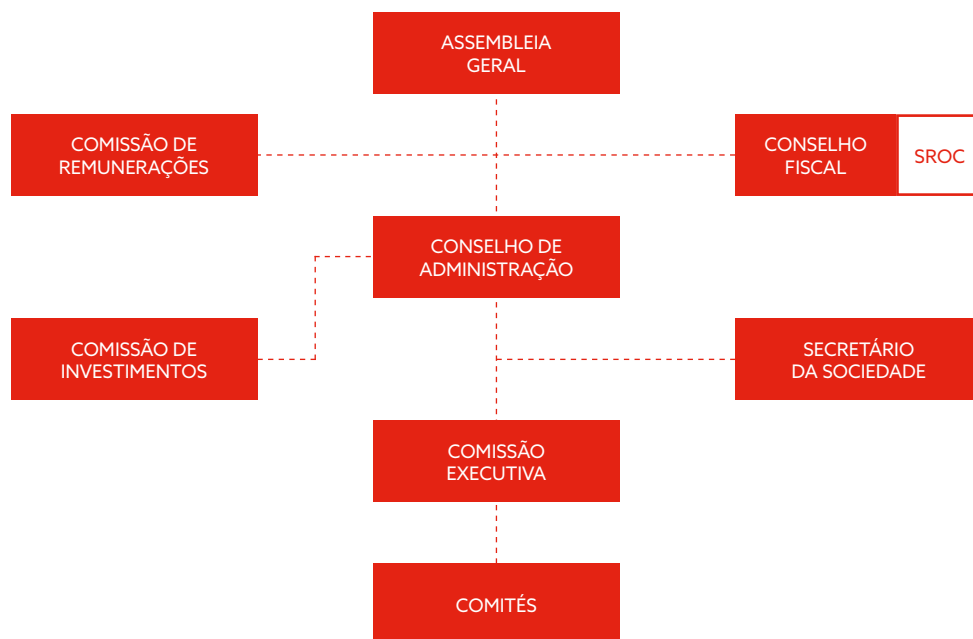 ASSEMBLEIA
GERAL
COMISSÃO DE
REMUNERAÇÕES
CONSELHO
FISCAL
SROC
CONSELHO DE
ADMINISTRAÇÃO
COMISSÃO DE
INVESTIMENTOS
SECRETÁRIO
DA SOCIEDADE
COMISSÃO
EXECUTIVA
COMITÉS